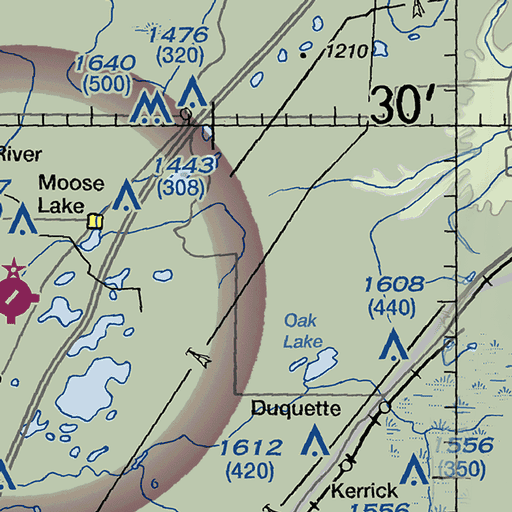 1476
(320)
1640
(500)
1210
30'
River
1443
(308)
Moose
Lake
1608
(440)
Oak
Lake
Duquette
1612
(420)
1556
(350)
Kerrick
1556